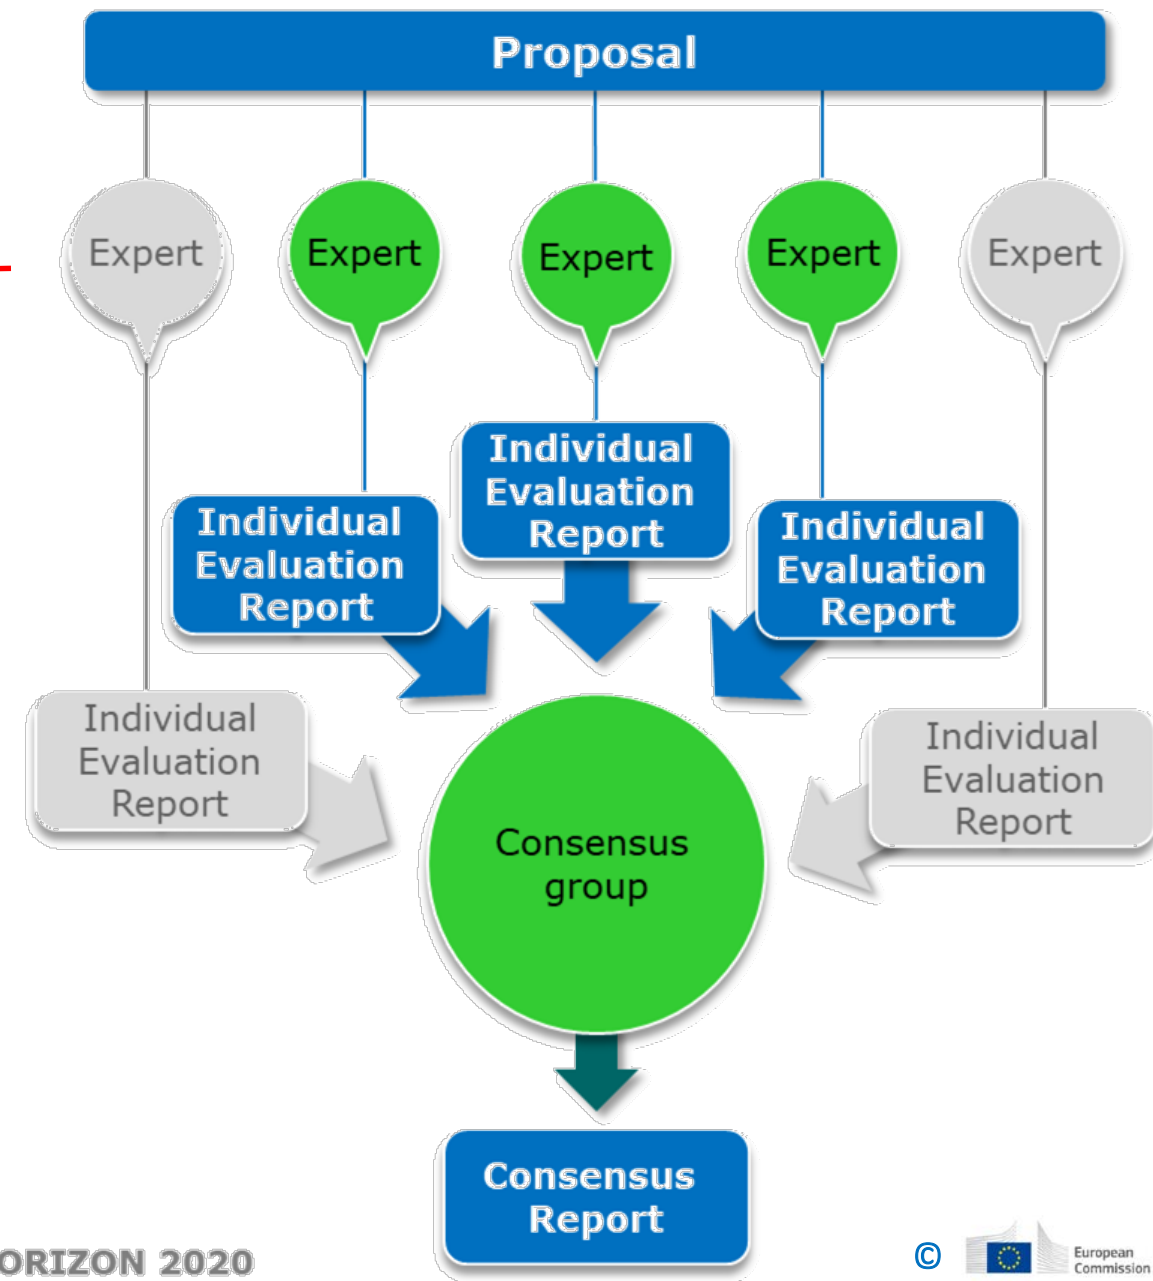 Proposal
Expert
Expert
Expert
Expert
Expert
Individual
Evaluation
Report
Individual
Evaluation
Report
Individual
Evaluation
Report
Individual
Evaluation
Report
Individual
Evaluation
Report
Consensus
group
Consensus
Report
ORIZON 2020
©
European
Commission